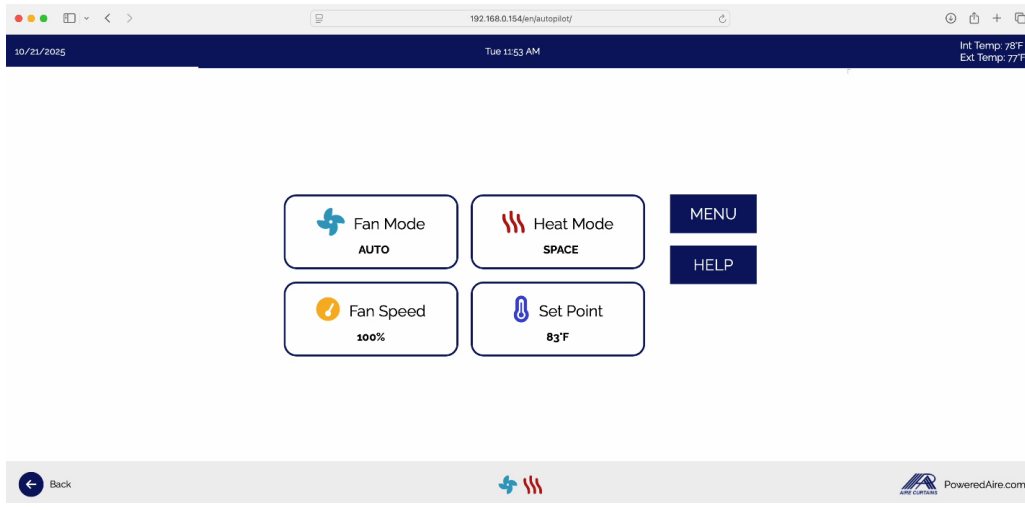 192.168.0.154/en/autopilot/
10/21/2025
Tue 11:53 AM
Int Temp: 78°F
Ext Temp: 77°F
Fan Mode
AUTO
Heat Mode
SPACE
MENU
HELP
Fan Speed
100%
Set Point
83°F
Back
AIRE CURTAINS
PoweredAire.com